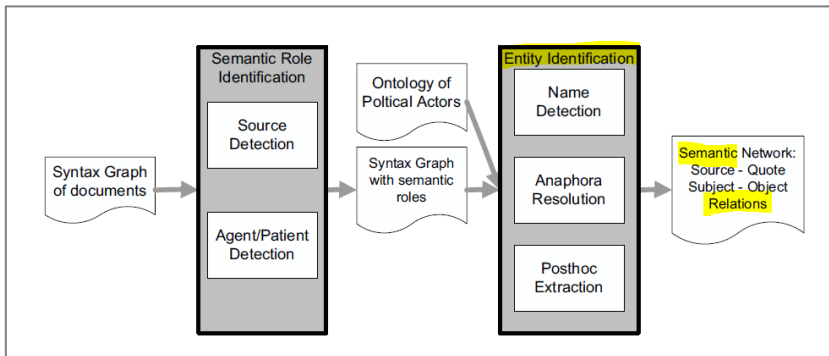 Syntax Graph
of documents
Semantic Role
Identification
Source
Detection
Agent/Patient
Detection
Ontology of
Poltical Actors
Syntax Graph
with semantic
roles
Entity Identification
Name
Detection
Anaphora
Resolution
Posthoc
Extraction
Semantic Network:
Source - Quote
Subject - Object
Relations